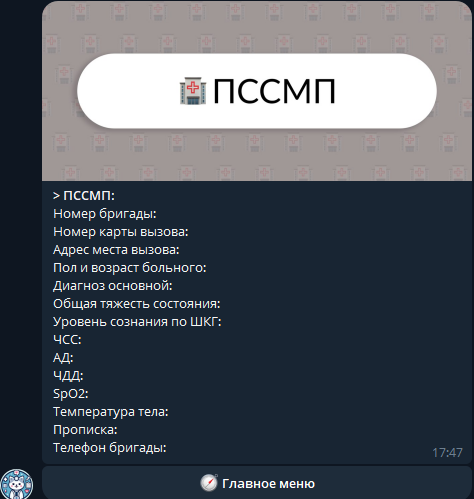 ПССМП
> ПССМП:
Номер бригады:
Номер карты вызова:
Адрес места вызова:
Пол и возраст больного:
Диагноз основной:
Общая тяжесть состояния:
Уровень сознания по ШКГ:
ЧСС:
АД:
ЧДД:
SpO2:
Температура тела:
Прописка:
Телефон бригады:
17:47
Главное меню